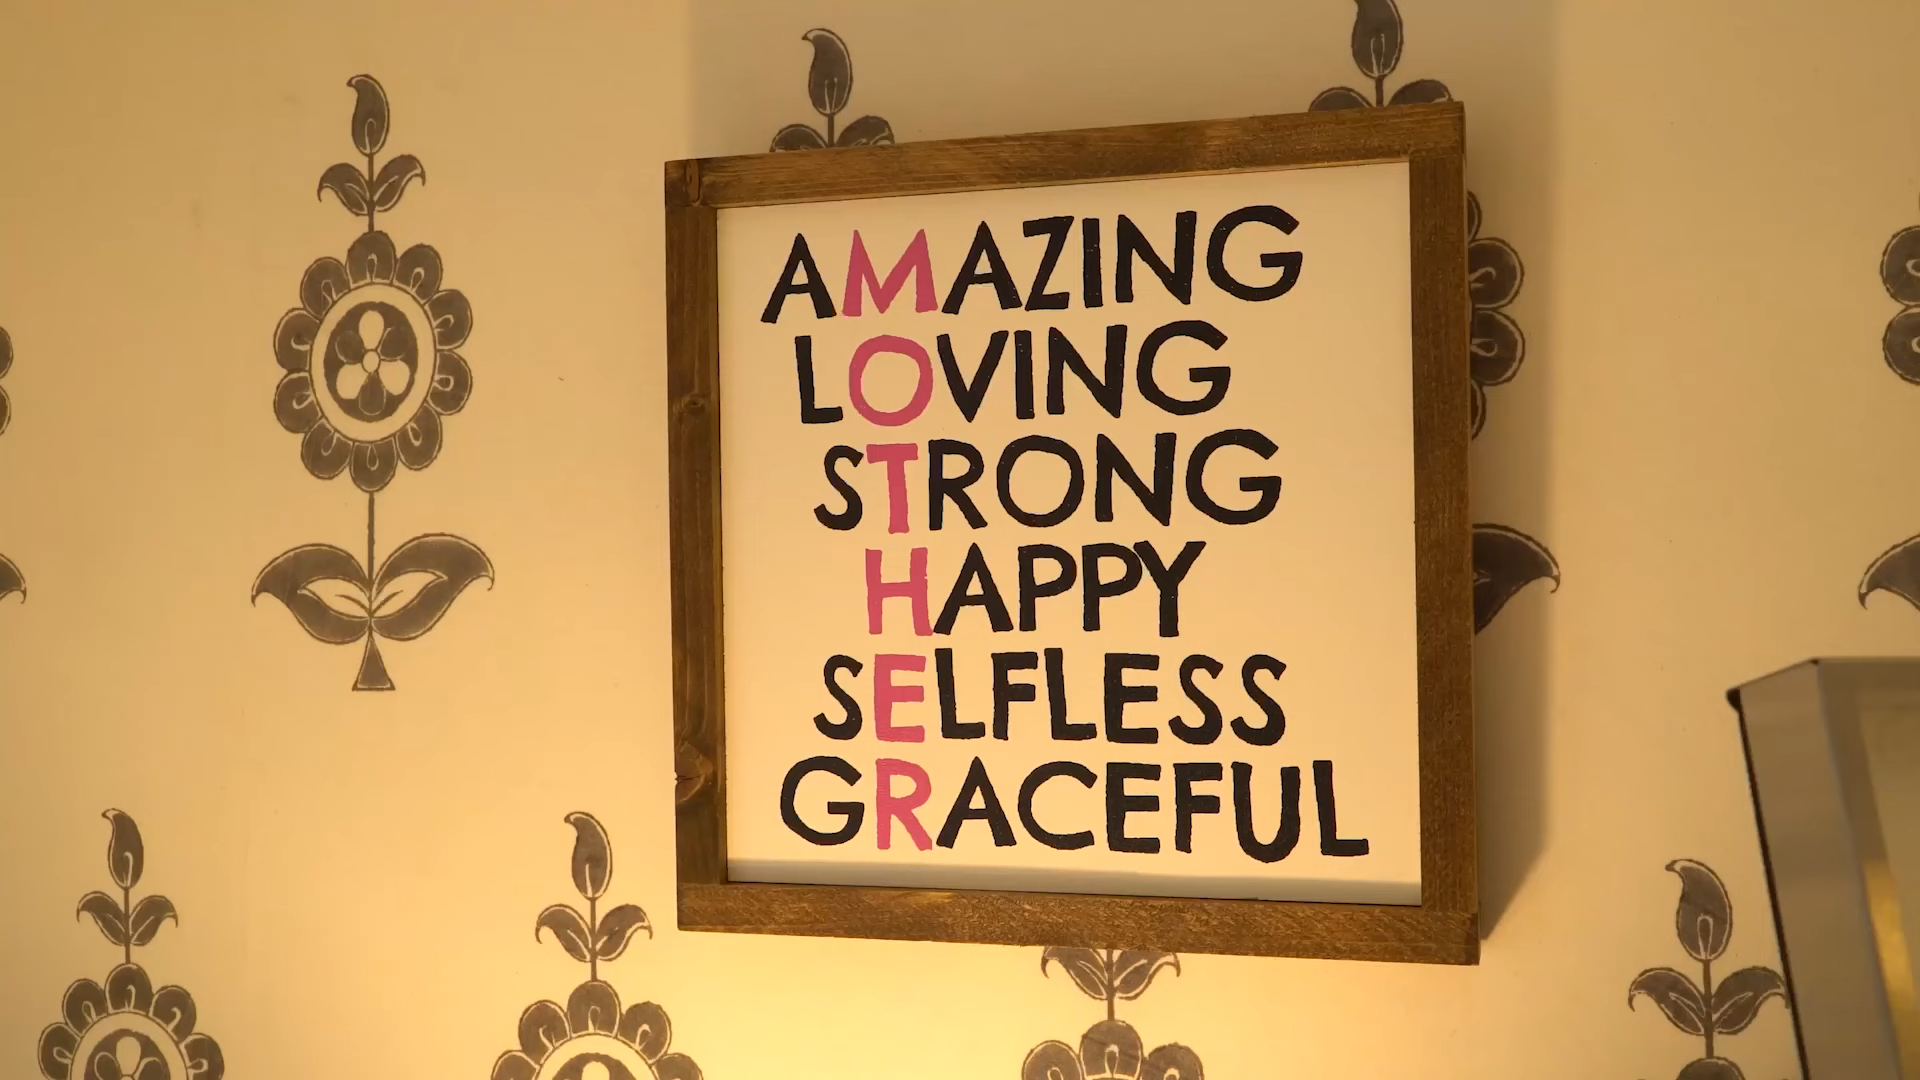 AMAZING
LOVING
STRONG
HAPPY
SELFLESS
GRACEFUL